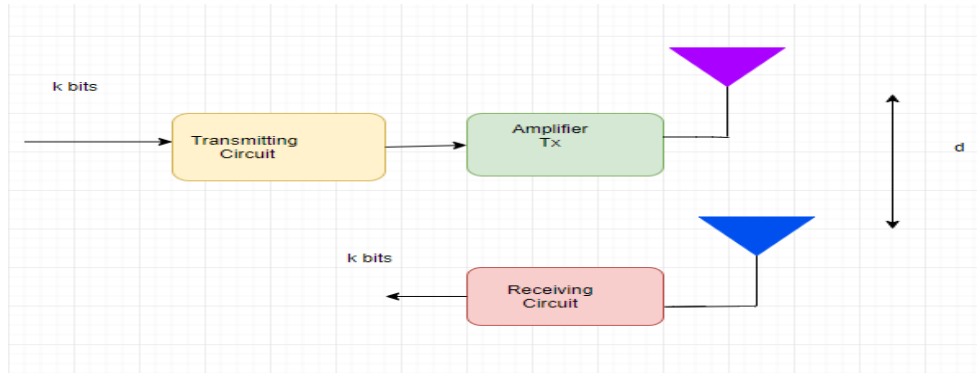 k bits
Transmitting
Circuit
Amplifier
Tx
d
k bits
Receiving
Circuit